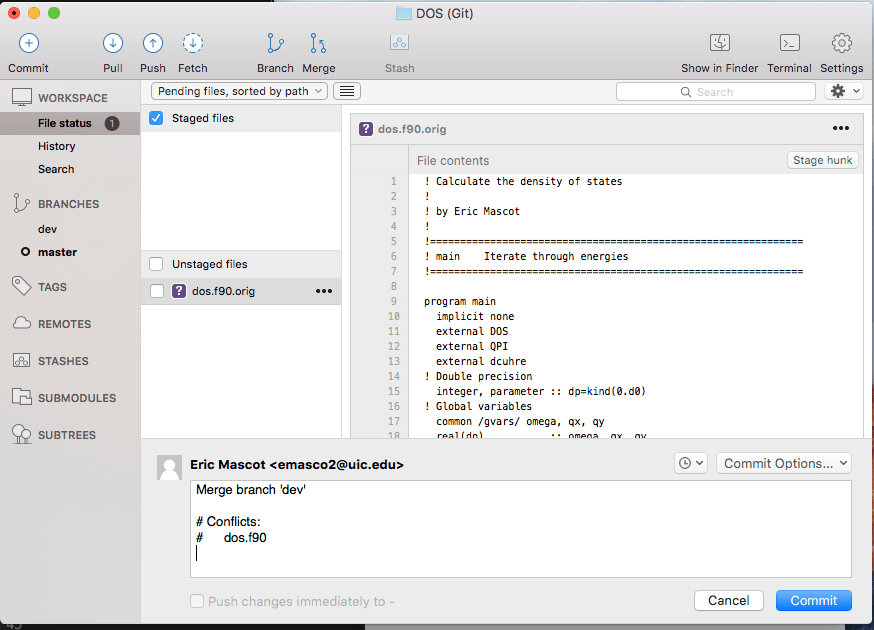 DOS (Git)
Commit Pull Push Fetch Branch Merge Stash Show in Finder Terminal Settings
Pending files, sorted by path
Search
WORKSPACE
File status 1
History
Search
BRANCHES
dev
master
TAGS
REMOTES
STASHES
SUBMODULES
SUBTREES
Staged files
Unstaged files
? dos.f90.orig •••
? dos.f90.orig •••
File contents Stage hunk
1 ! Calculate the density of states
2 !
3 ! by Eric Mascot
4 !
5 !==============================================================
6 ! main    Iterate through energies
7 !==============================================================
8
9 program main
10   implicit none
11   external DOS
12   external QPI
13   external dcuhre
14 ! Double precision
15   integer, parameter :: dp=kind(0.d0)
16 ! Global variables
17   common /gvars/ omega, qx, qy
18   real(dp)           :: omega, qx, qy
Eric Mascot <emasco2@uic.edu>
Commit Options...
Merge branch 'dev'
# Conflicts:
#      dos.f90
Push changes immediately to -
Cancel Commit